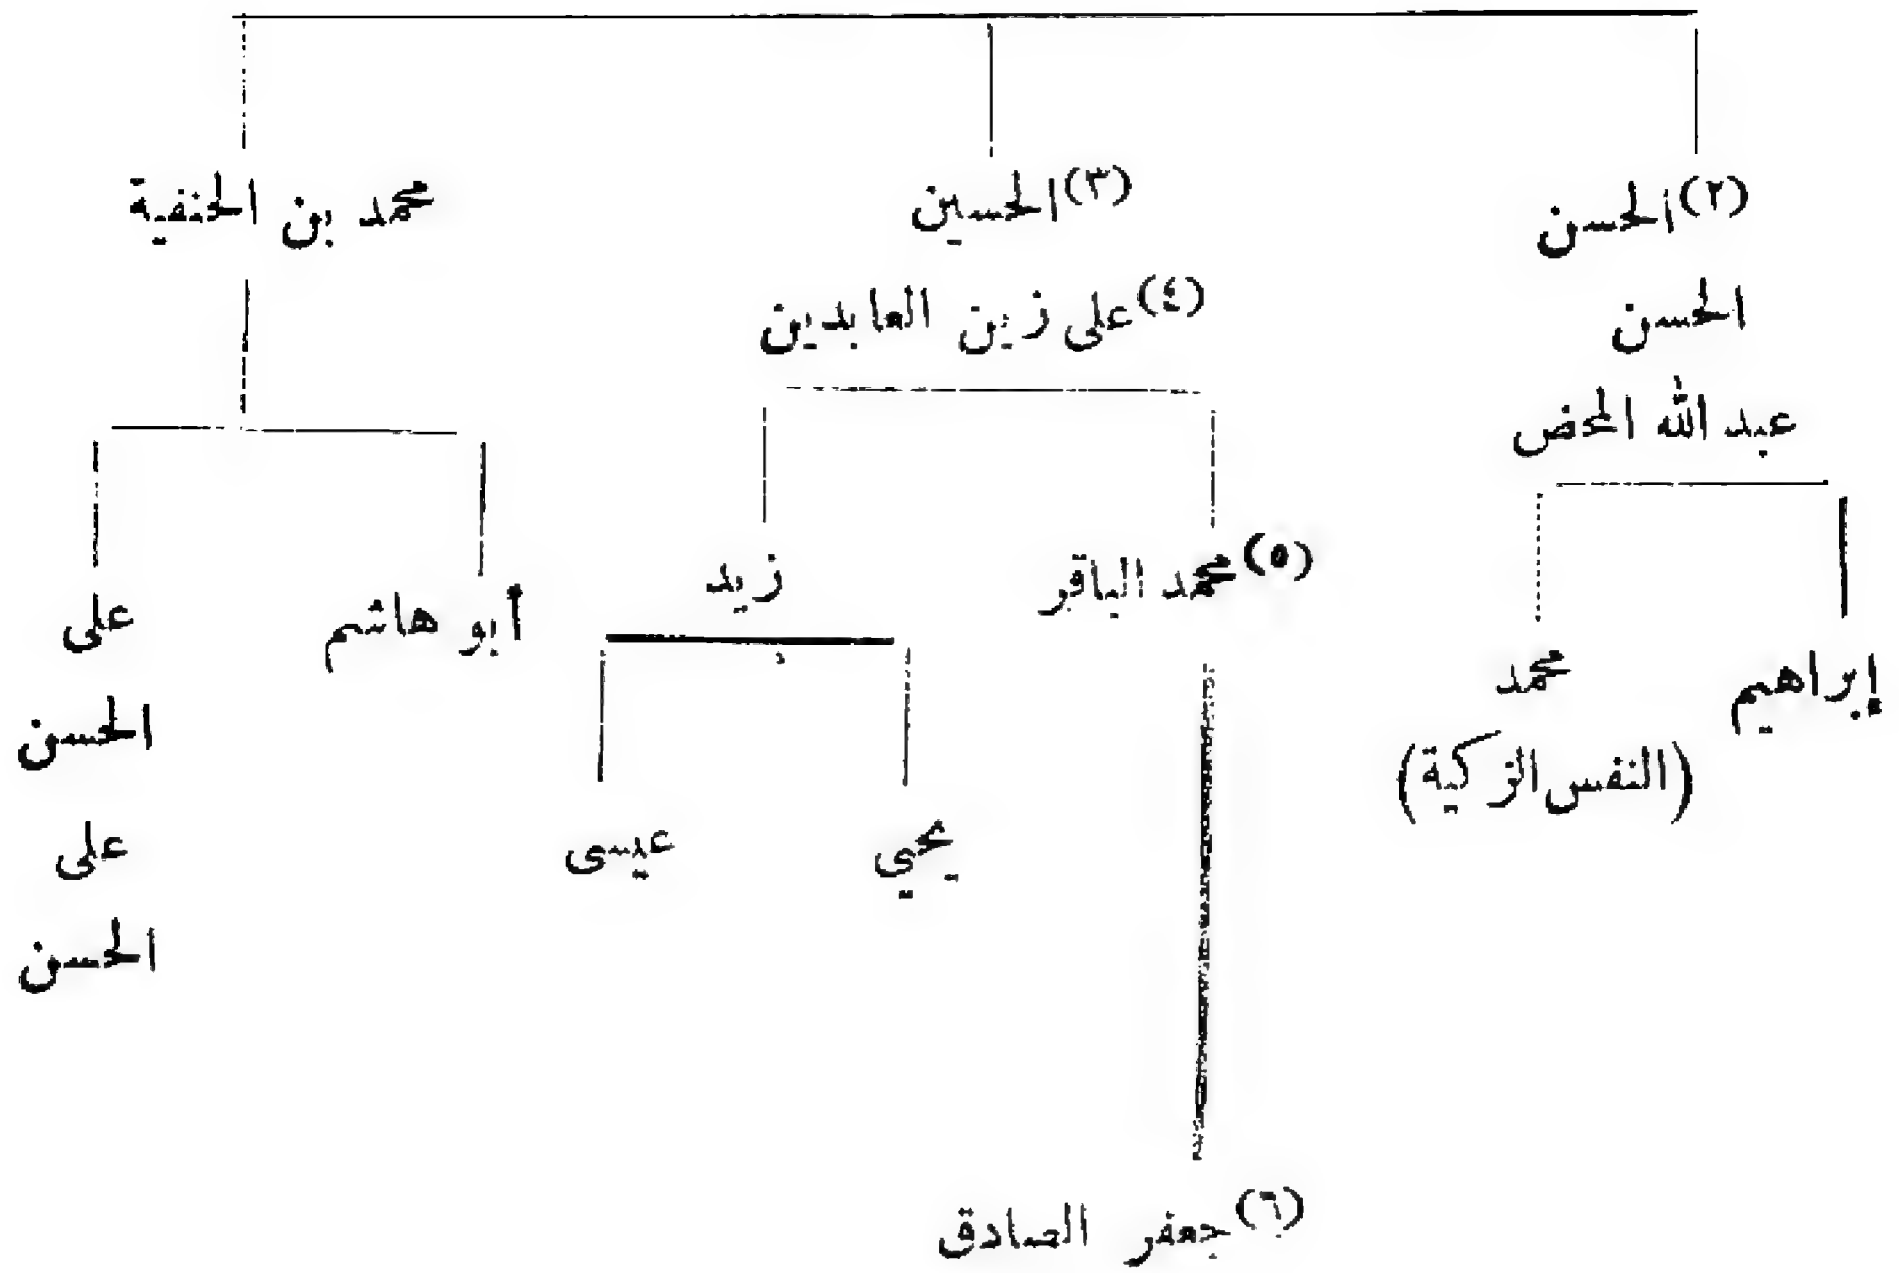 (٢) الحسن
الحسن
عبد الله المحض
إبراهيم
محمد
(النفس الزكية)
(٣) الحسين
(٤) على زين العابدين
(٥) محمد الباقر
زيد
يحيي
عيسى
(٦) جعفر الصادق
محمد بن الحنفية
أبو هاشم
على
الحسن
على
الحسن